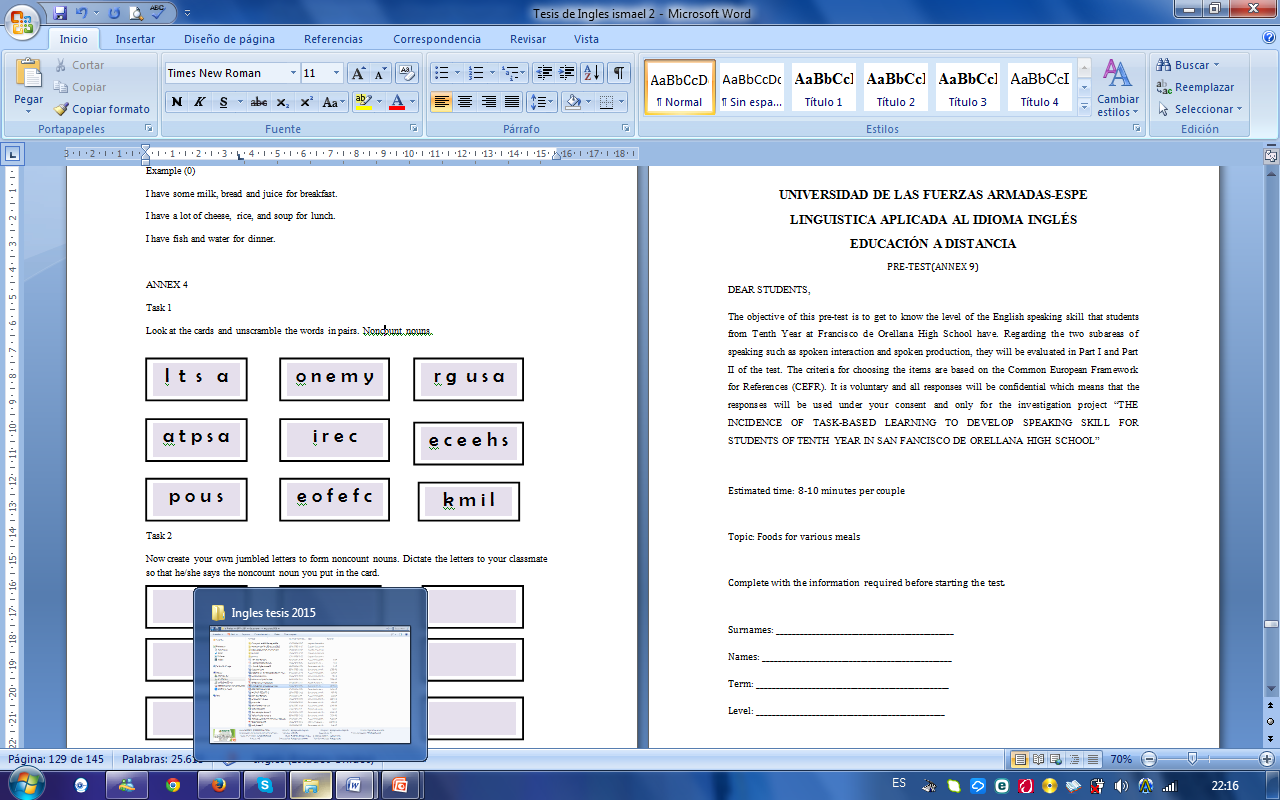 Tesis de Ingles ismael 2 - Microsoft Word
Inicio Insertar Diseño de página Referencias Correspondencia Revisar Vista
Pegar
Cortar
Copiar
Copiar formato
Portapapeles
Times New Roman 11
Fuente
Párrafo
AaBbCcD AaBbCcDc AaBbCcI AaBbCcI AaBbCcI AaBbCcI
¶ Normal ¶ Sin espa... Título 1 Título 2 Título 3 Título 4
Cambiar estilos
Estilos
Buscar
Reemplazar
Seleccionar
Edición
Example (0)
I have some milk, bread and juice for breakfast.
I have a lot of cheese, rice, and soup for lunch.
I have fish and water for dinner.
ANNEX 4
Task 1
Look at the cards and unscramble the words in pairs. Noncount nouns.
l t s a
o n e m y
r g u s a
a t p s a
i r e c
e c e e h s
p o u s
e o f e f c
k m i l
Task 2
Now create your own jumbled letters to form noncount nouns. Dictate the letters to your classmate
so that he/she says the noncount noun you put in the card.
Ingles tesis 2015
UNIVERSIDAD DE LAS FUERZAS ARMADAS-ESPE
LINGUISTICA APLICADA AL IDIOMA INGLÉS
EDUCACIÓN A DISTANCIA
PRE-TEST(ANNEX 9)
DEAR STUDENTS,
The objective of this pre-test is to get to know the level of the English speaking skill that students
from Tenth Year at Francisco de Orellana High School have. Regarding the two subareas of
speaking such as spoken interaction and spoken production, they will be evaluated in Part I and Part
II of the test. The criteria for choosing the items are based on the Common European Framework
for References (CEFR). It is voluntary and all responses will be confidential which means that the
responses will be used under your consent and only for the investigation project “THE
INCIDENCE OF TASK-BASED LEARNING TO DEVELOP SPEAKING SKILL FOR
STUDENTS OF TENTH YEAR IN SAN FANCISCO DE ORELLANA HIGH SCHOOL”
Estimated time: 8-10 minutes per couple
Topic: Foods for various meals
Complete with the information required before starting the test.
Surnames:
Names:
Term:
Level:
Página: 129 de 145 Palabras: 25.6
70%
ES
22:16